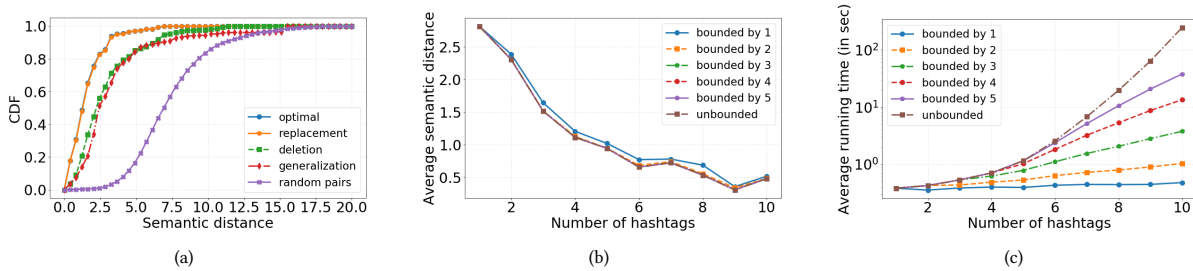 CDF
1.0
0.8
0.6
0.4
0.2
0.0
optimal
replacement
deletion
generalization
random pairs
0.0 2.5 5.0 7.5 10.0 12.5 15.0 17.5 20.0
Semantic distance
(a)
Average semantic distance
2.5
2.0
1.5
1.0
0.5
bounded by 1
bounded by 2
bounded by 3
bounded by 4
bounded by 5
unbounded
2 4 6 8 10
Number of hashtags
(b)
Average running time (in sec)
10²
10¹
10⁰
bounded by 1
bounded by 2
bounded by 3
bounded by 4
bounded by 5
unbounded
2 4 6 8 10
Number of hashtags
(c)